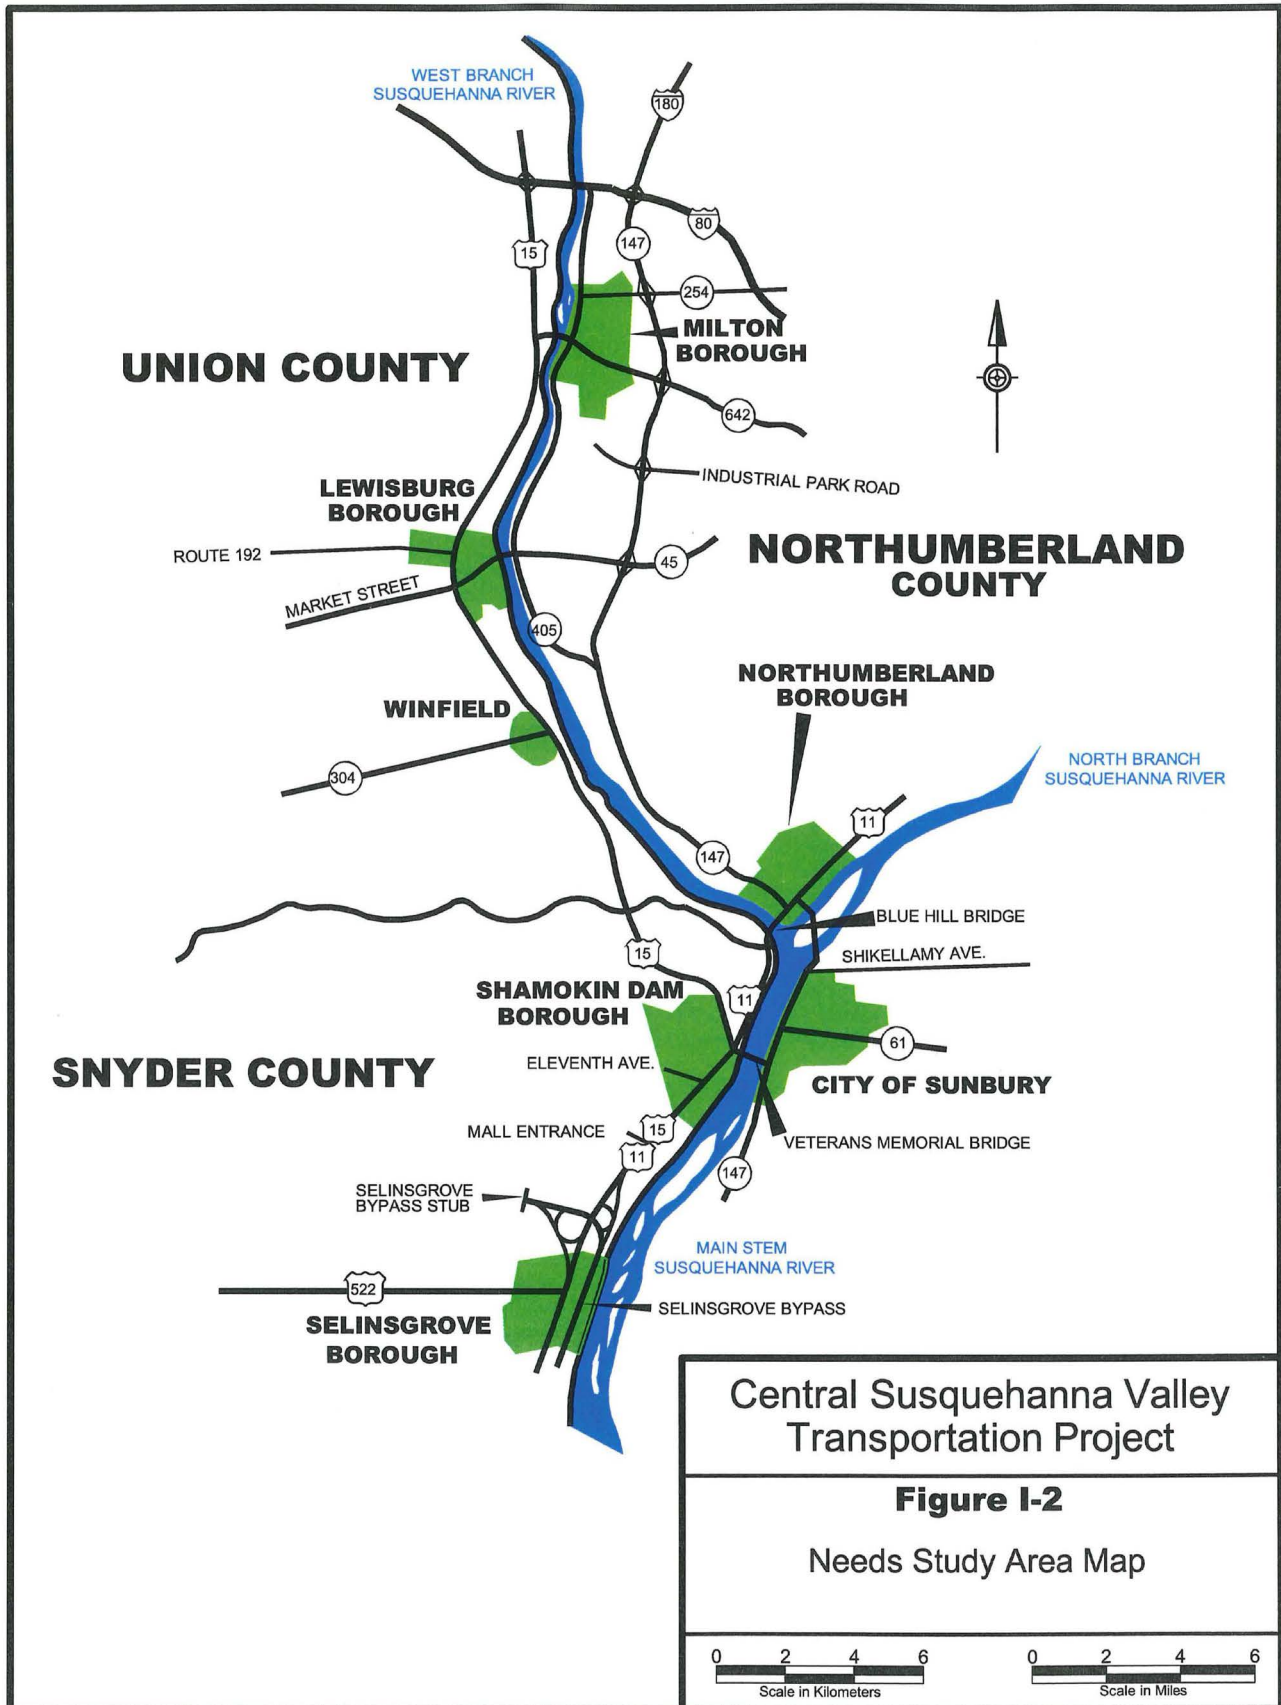 WEST BRANCH
SUSQUEHANNA RIVER
180
80
15
147
254
MILTON
BOROUGH
UNION COUNTY
642
INDUSTRIAL PARK ROAD
LEWISBURG
BOROUGH
ROUTE 192
MARKET STREET
45
NORTHUMBERLAND
COUNTY
405
NORTHUMBERLAND
BOROUGH
WINFIELD
304
NORTH BRANCH
SUSQUEHANNA RIVER
11
147
BLUE HILL BRIDGE
SHIKELLAMY AVE.
15
SHAMOKIN DAM
BOROUGH
11
61
ELEVENTH AVE.
SNYDER COUNTY
CITY OF SUNBURY
MALL ENTRANCE
15
11
VETERANS MEMORIAL BRIDGE
147
SELINSGROVE
BYPASS STUB
MAIN STEM
SUSQUEHANNA RIVER
522
SELINSGROVE BYPASS
SELINSGROVE
BOROUGH
Central Susquehanna Valley
Transportation Project
Figure I-2
Needs Study Area Map
0 2 4 6
Scale in Kilometers
0 2 4 6
Scale in Miles